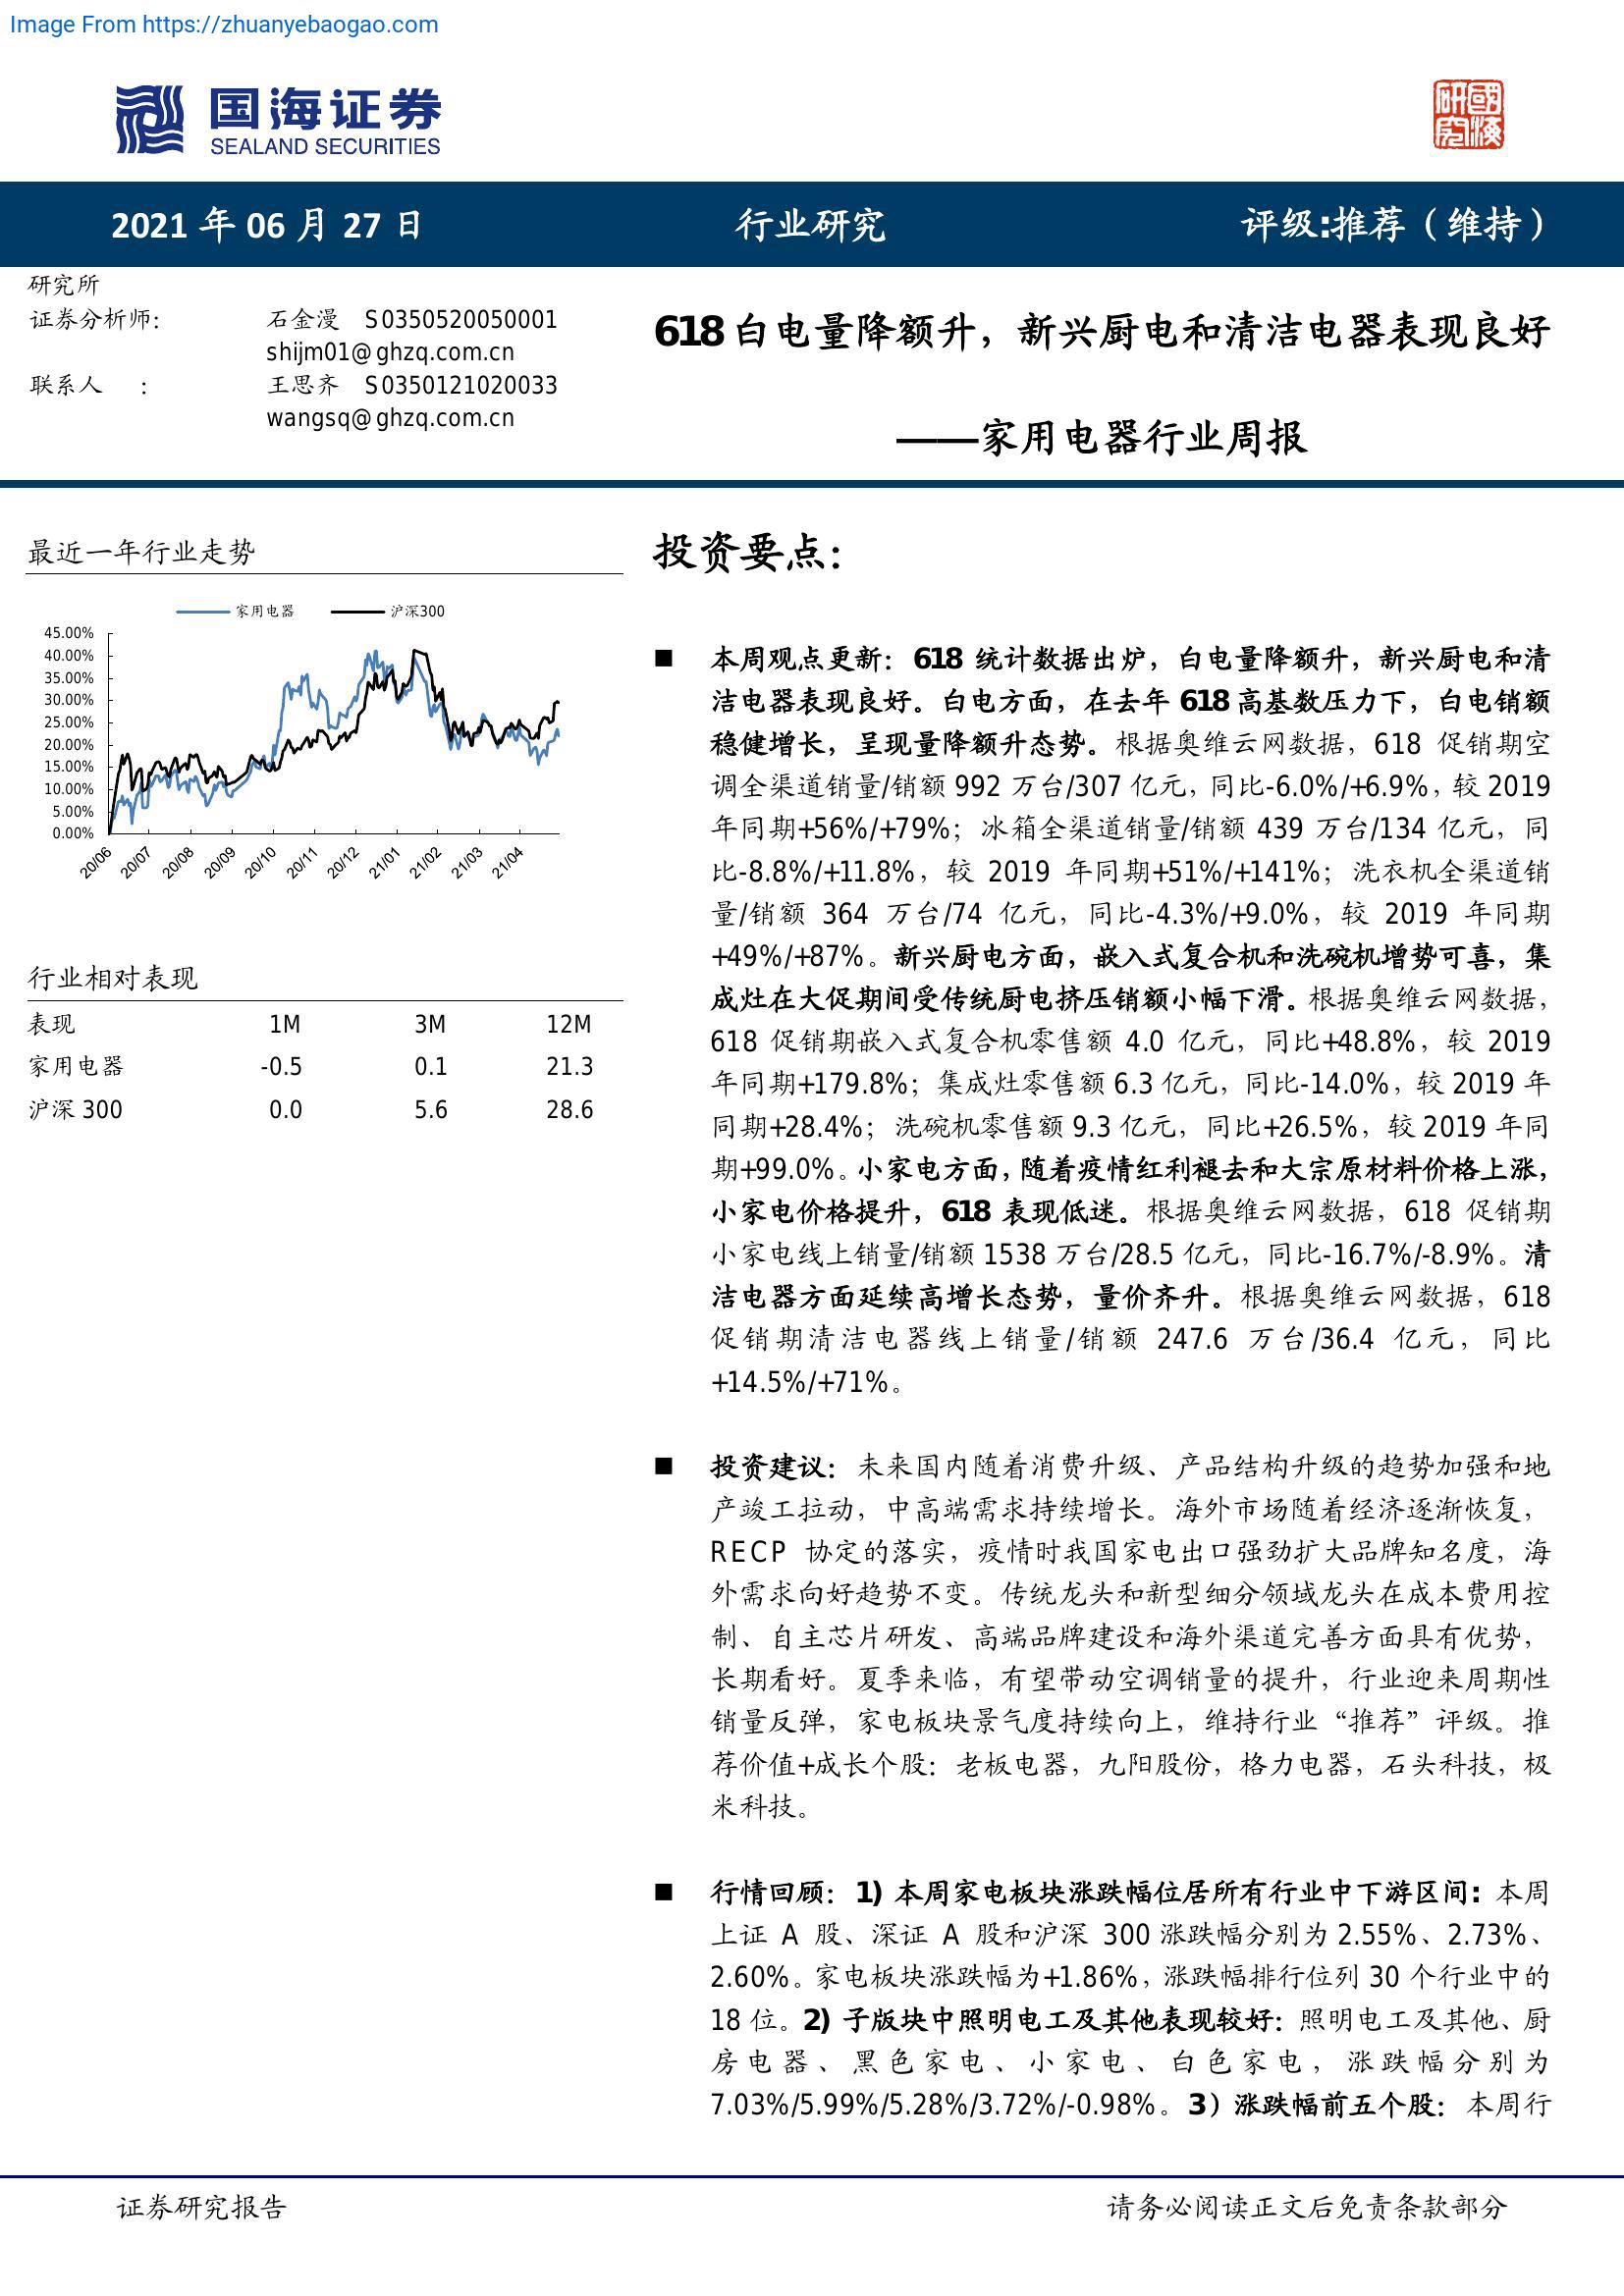 Image From https://zhuanyebaogao.com
国海证券
SEALAND SECURITIES
研國
究海
2021 年 06 月 27 日
行业研究
评级:推荐（维持）
研究所
证券分析师: 石金漫 S0350520050001
shijm01@ghzq.com.cn
联系人 : 王思齐 S0350121020033
wangsq@ghzq.com.cn
618 白电量降额升，新兴厨电和清洁电器表现良好
——家用电器行业周报
最近一年行业走势
家用电器 沪深300
45.00%
40.00%
35.00%
30.00%
25.00%
20.00%
15.00%
10.00%
5.00%
0.00%
20/06 20/07 20/08 20/09 20/10 20/11 20/12 21/01 21/02 21/03 21/04
行业相对表现
表现 1M 3M 12M
家用电器 -0.5 0.1 21.3
沪深 300 0.0 5.6 28.6
投资要点：
■ 本周观点更新：618 统计数据出炉，白电量降额升，新兴厨电和清
洁电器表现良好。白电方面，在去年 618 高基数压力下，白电销额
稳健增长，呈现量降额升态势。根据奥维云网数据，618 促销期空
调全渠道销量/销额 992 万台/307 亿元，同比-6.0%/+6.9%，较 2019
年同期+56%/+79%；冰箱全渠道销量/销额 439 万台/134 亿元，同
比-8.8%/+11.8%，较 2019 年同期+51%/+141%；洗衣机全渠道销
量/销额 364 万台/74 亿元，同比-4.3%/+9.0%，较 2019 年同期
+49%/+87%。新兴厨电方面，嵌入式复合机和洗碗机增势可喜，集
成灶在大促期间受传统厨电挤压销额小幅下滑。根据奥维云网数据，
618 促销期嵌入式复合机零售额 4.0 亿元，同比+48.8%，较 2019
年同期+179.8%；集成灶零售额 6.3 亿元，同比-14.0%，较 2019 年
同期+28.4%；洗碗机零售额 9.3 亿元，同比+26.5%，较 2019 年同
期+99.0%。小家电方面，随着疫情红利褪去和大宗原材料价格上涨，
小家电价格提升，618 表现低迷。根据奥维云网数据，618 促销期
小家电线上销量/销额 1538 万台/28.5 亿元，同比-16.7%/-8.9%。清
洁电器方面延续高增长态势，量价齐升。根据奥维云网数据，618
促销期清洁电器线上销量/销额 247.6 万台/36.4 亿元，同比
+14.5%/+71%。
■ 投资建议：未来国内随着消费升级、产品结构升级的趋势加强和地
产竣工拉动，中高端需求持续增长。海外市场随着经济逐渐恢复，
RECP 协定的落实，疫情时我国家电出口强劲扩大品牌知名度，海
外需求向好趋势不变。传统龙头和新型细分领域龙头在成本费用控
制、自主芯片研发、高端品牌建设和海外渠道完善方面具有优势，
长期看好。夏季来临，有望带动空调销量的提升，行业迎来周期性
销量反弹，家电板块景气度持续向上，维持行业“推荐”评级。推
荐价值+成长个股：老板电器，九阳股份，格力电器，石头科技，极
米科技。
■ 行情回顾：1) 本周家电板块涨跌幅位居所有行业中下游区间：本周
上证 A 股、深证 A 股和沪深 300 涨跌幅分别为 2.55%、2.73%、
2.60%。家电板块涨跌幅为+1.86%，涨跌幅排行位列 30 个行业中的
18 位。2) 子版块中照明电工及其他表现较好：照明电工及其他、厨
房电器、黑色家电、小家电、白色家电，涨跌幅分别为
7.03%/5.99%/5.28%/3.72%/-0.98%。3）涨跌幅前五个股：本周行
证券研究报告
请务必阅读正文后免责条款部分